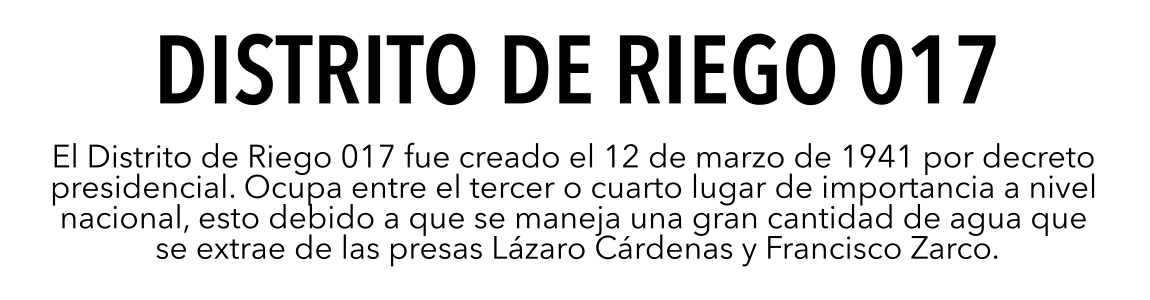 DISTRITO DE RIEGO 017
El Distrito de Riego 017 fue creado el 12 de marzo de 1941 por decreto
presidencial. Ocupa entre el tercer o cuarto lugar de importancia a nivel
nacional, esto debido a que se maneja una gran cantidad de agua que
se extrae de las presas Lázaro Cárdenas y Francisco Zarco.